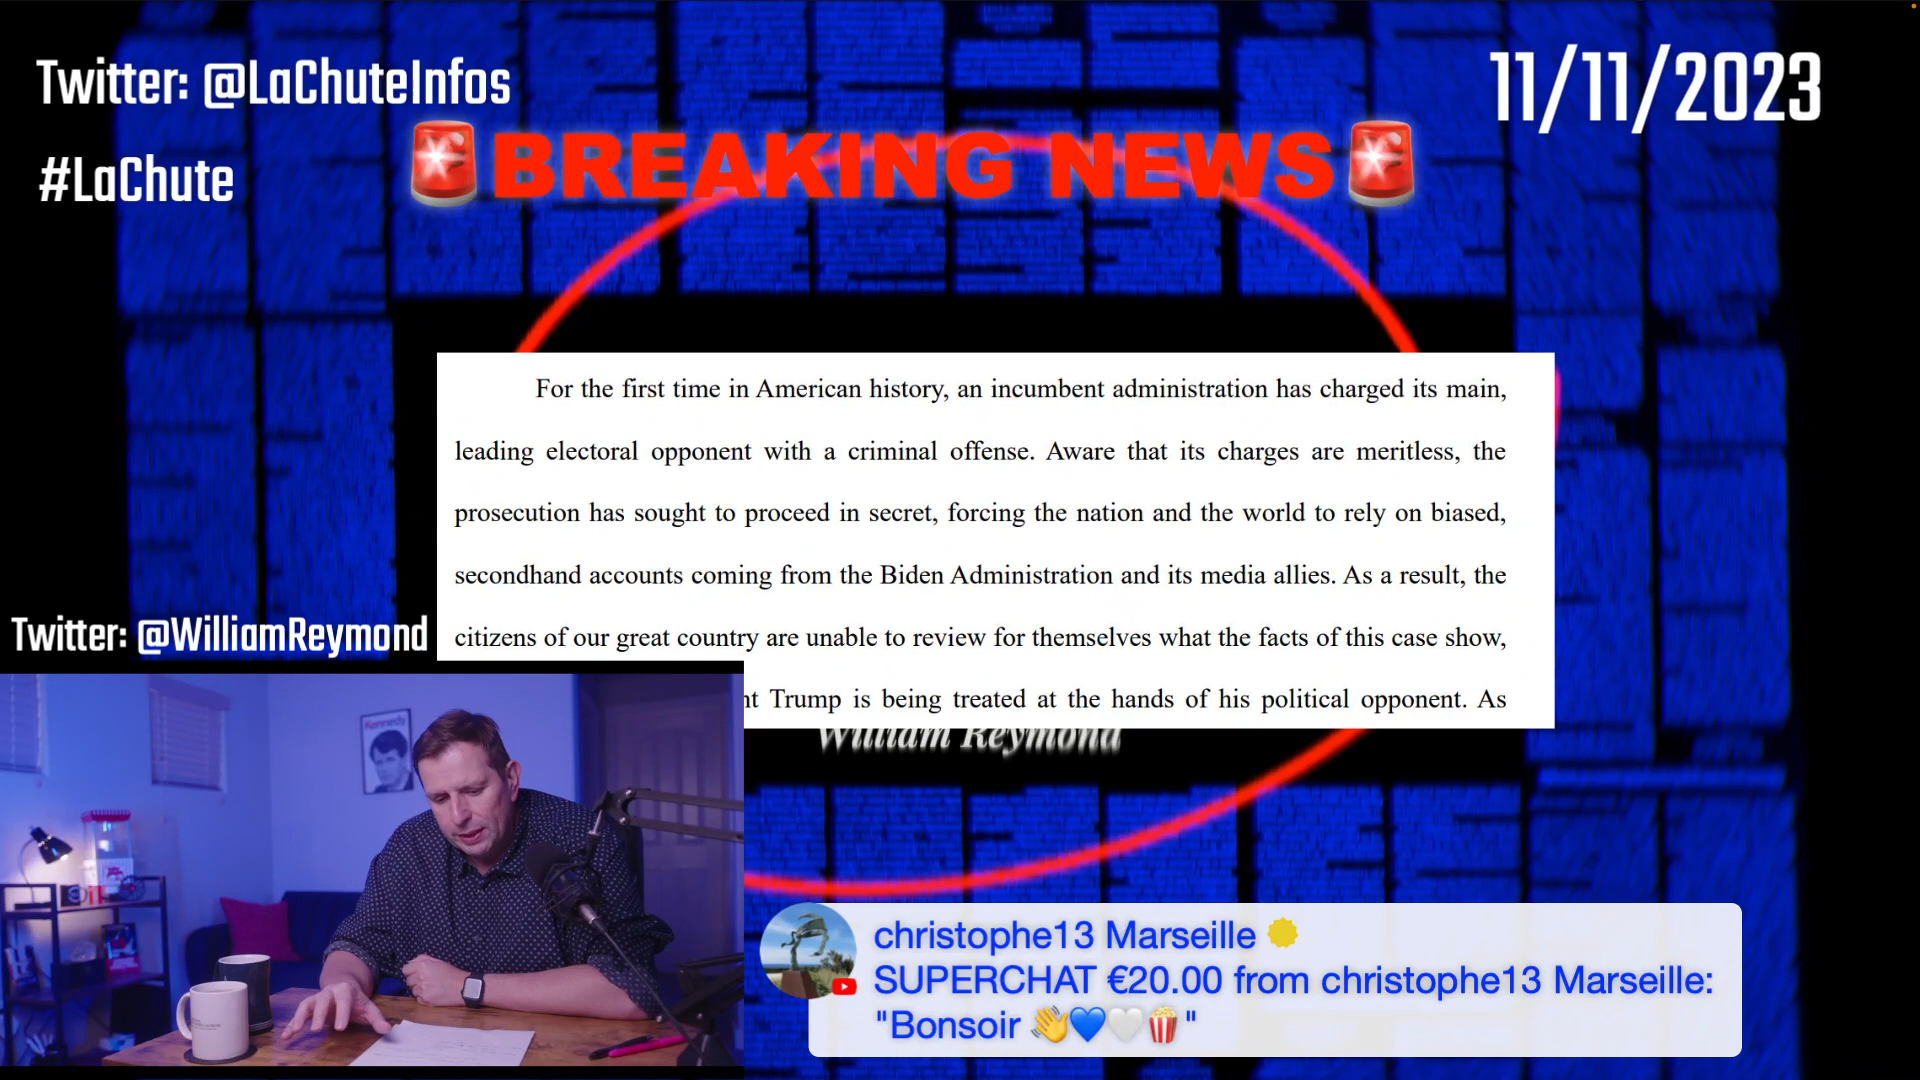 Twitter: @LaChuteInfos
11/11/2023
#LaChute
🚨BREAKING NEWS🚨
For the first time in American history, an incumbent administration has charged its main,
leading electoral opponent with a criminal offense. Aware that its charges are meritless, the
prosecution has sought to proceed in secret, forcing the nation and the world to rely on biased,
secondhand accounts coming from the Biden Administration and its media allies. As a result, the
citizens of our great country are unable to review for themselves what the facts of this case show,
Trump is being treated at the hands of his political opponent. As
Twitter: @WilliamReymond
William Reymond
Kennedy
christophe13 Marseille
SUPERCHAT €20.00 from christophe13 Marseille:
"Bonsoir 👋💙🤍🍿"